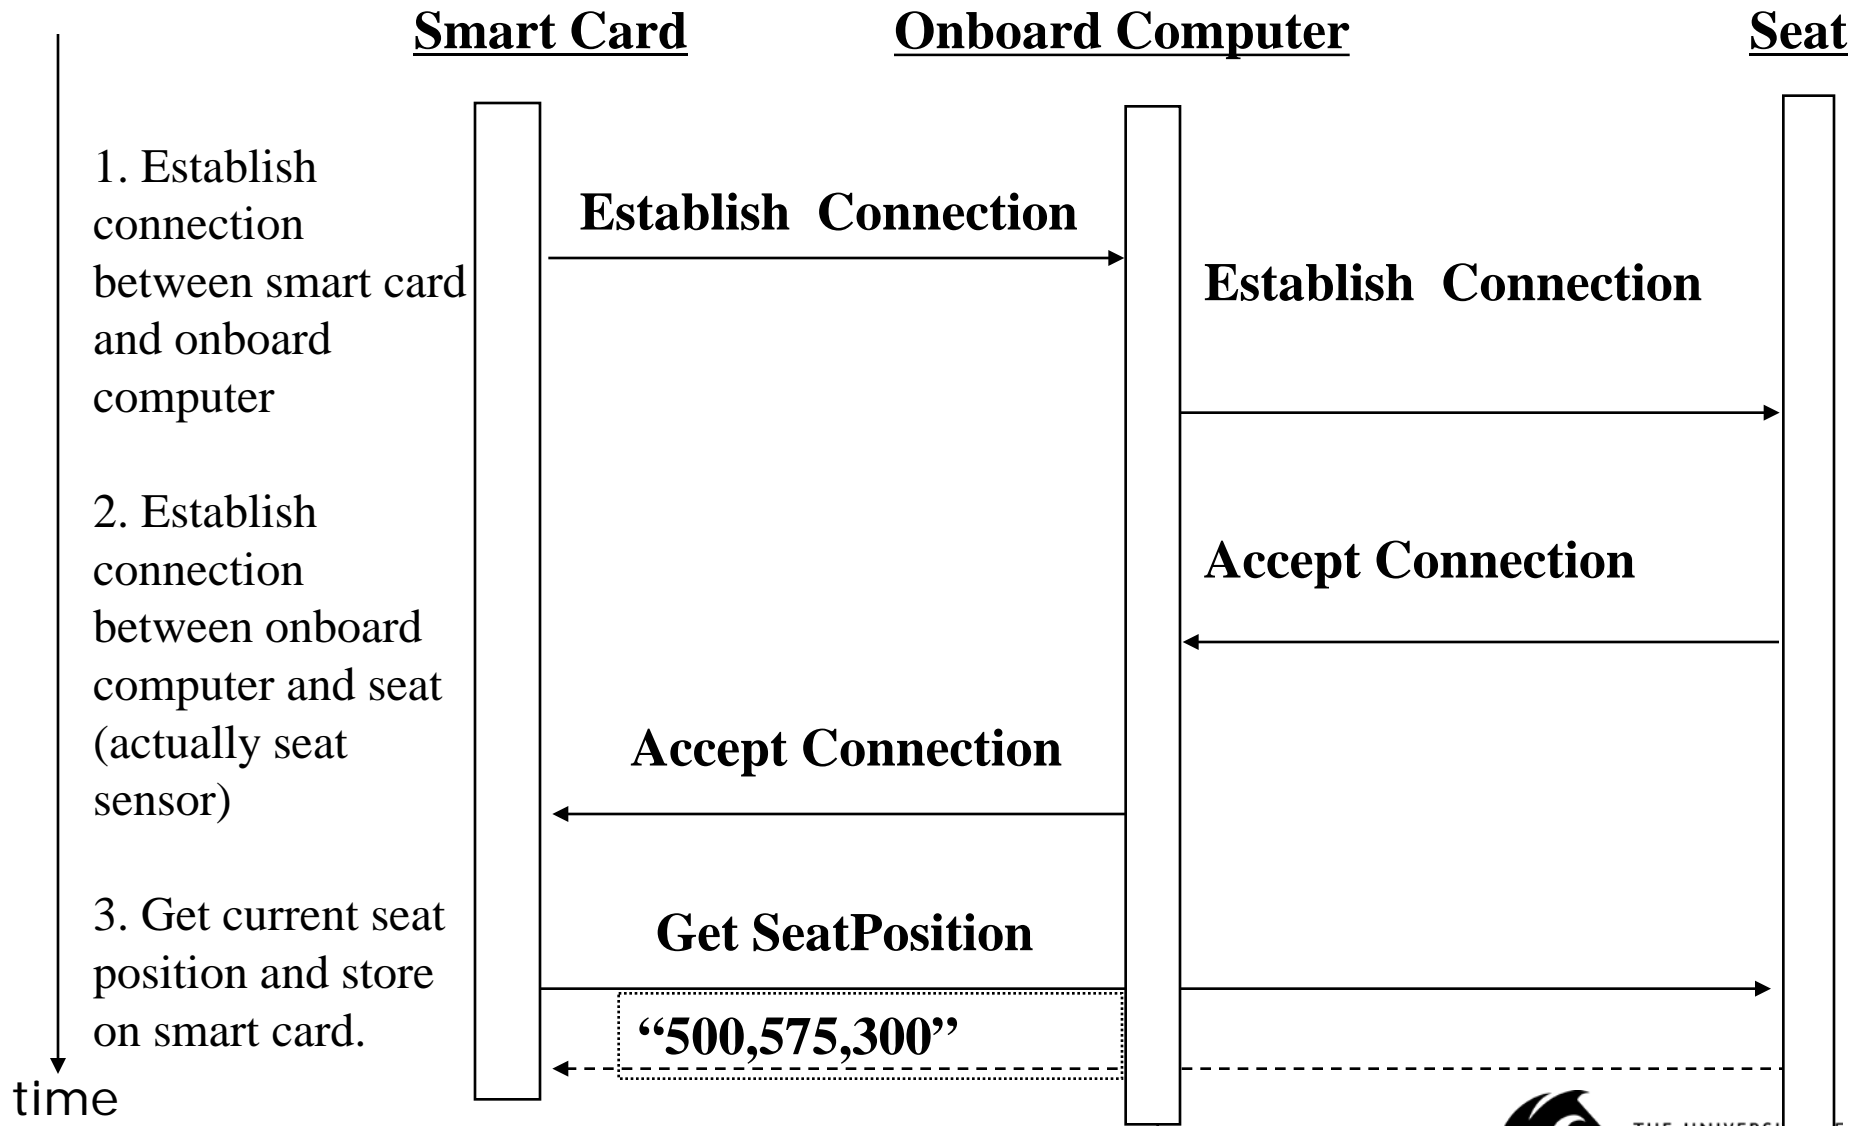 Smart Card
Onboard Computer
Seat
1. Establish
connection
between smart card
and onboard
computer
Establish Connection
Establish Connection
2. Establish
connection
between onboard
computer and seat
(actually seat
sensor)
Accept Connection
Accept Connection
3. Get current seat
position and store
on smart card.
Get SeatPosition
“500,575,300”
time
THE